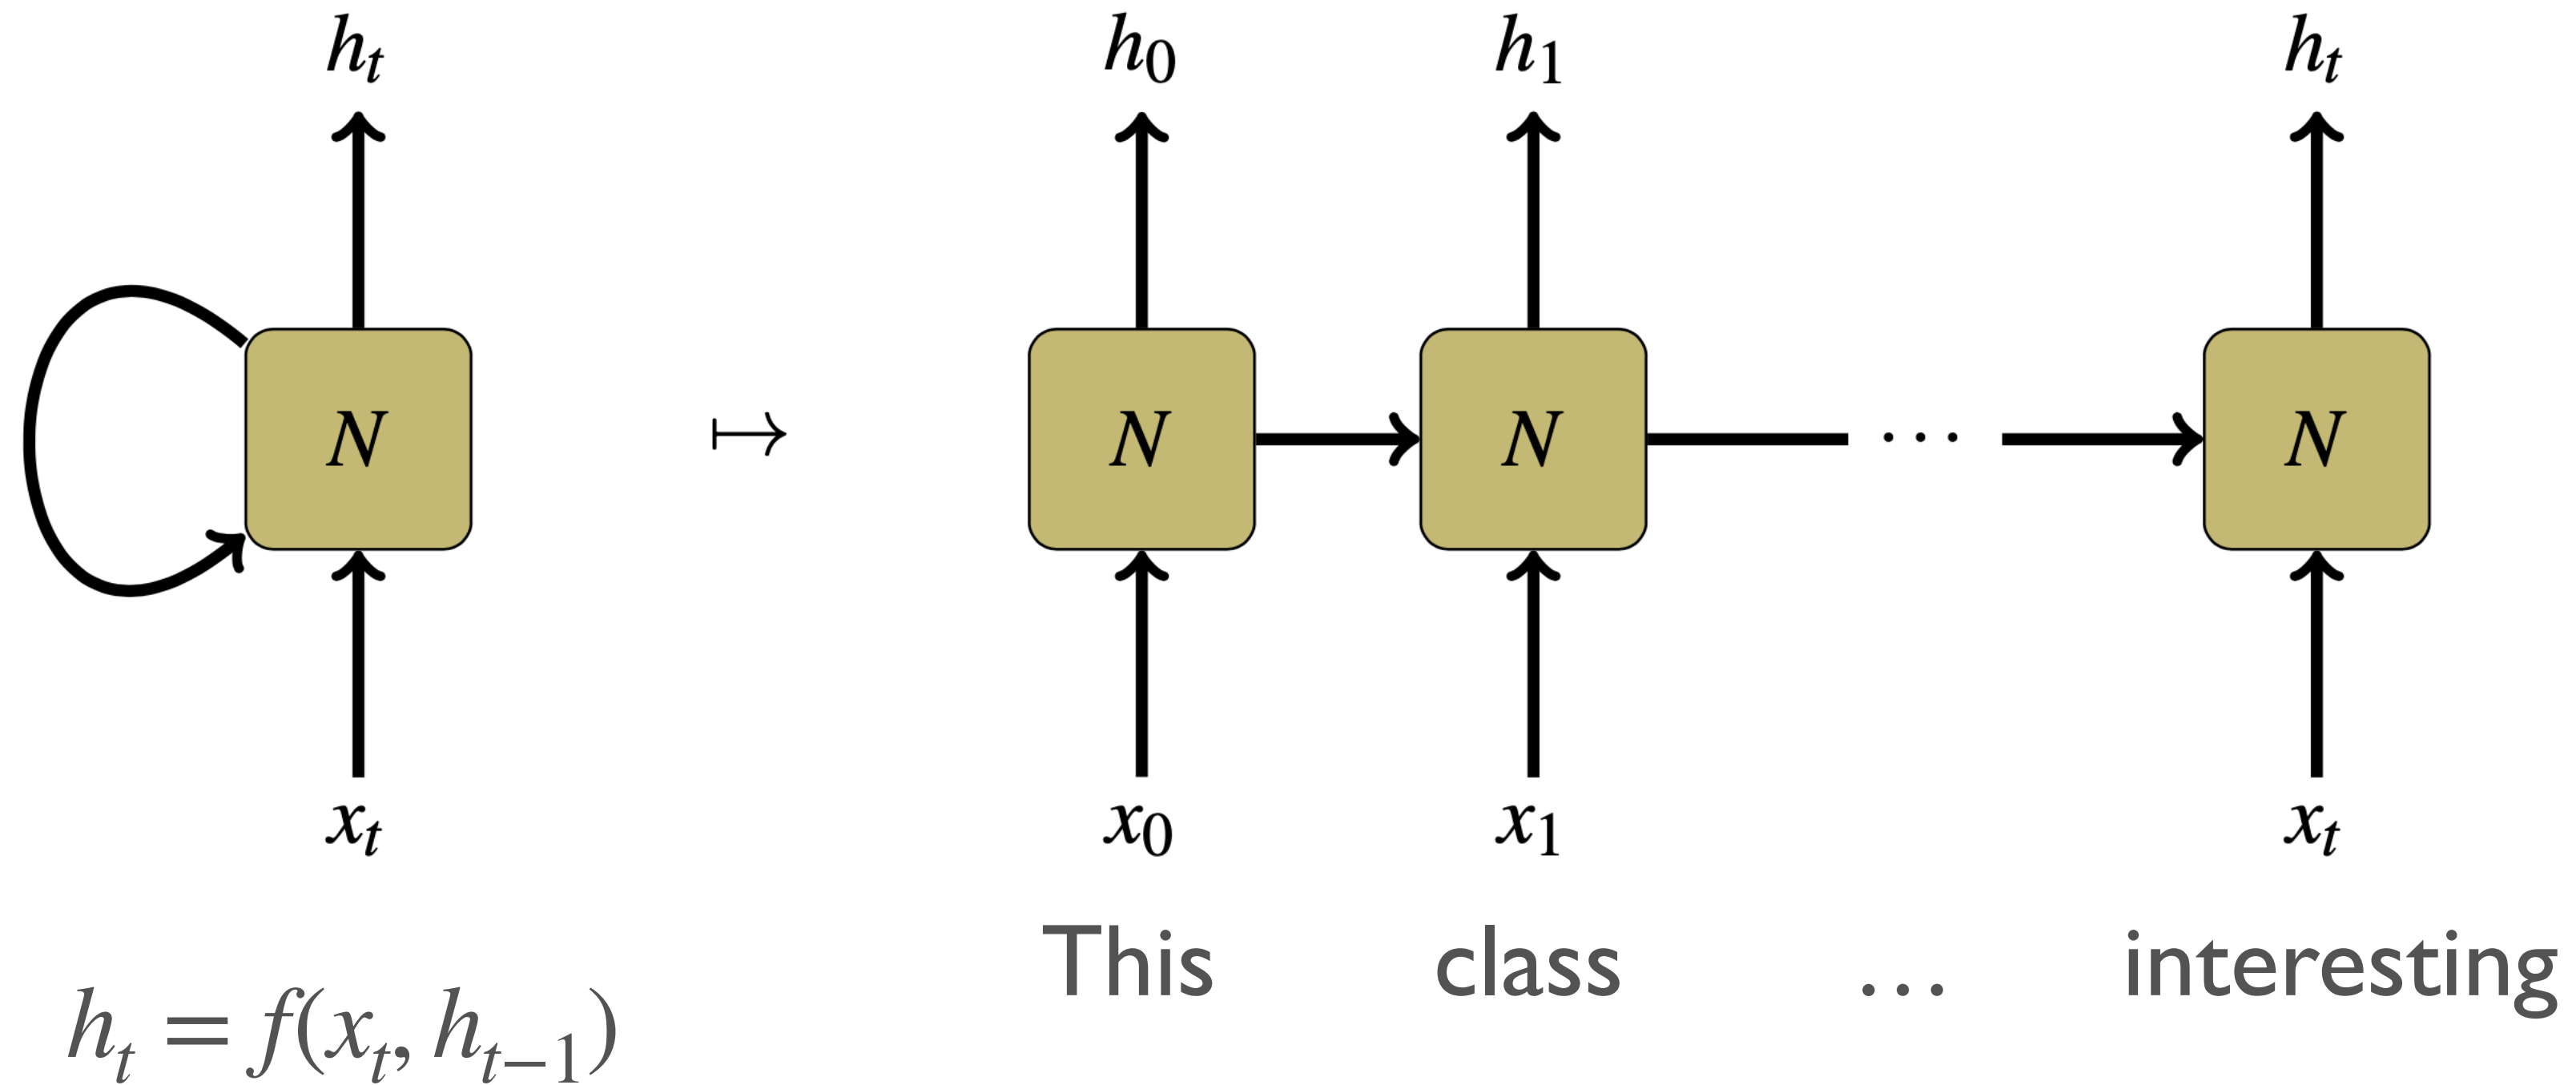 h_t h_0 h_1 h_t
N ↦ N N ⋯ N
x_t x_0 x_1 x_t
This class … interesting
h_t = f(x_t, h_{t−1})